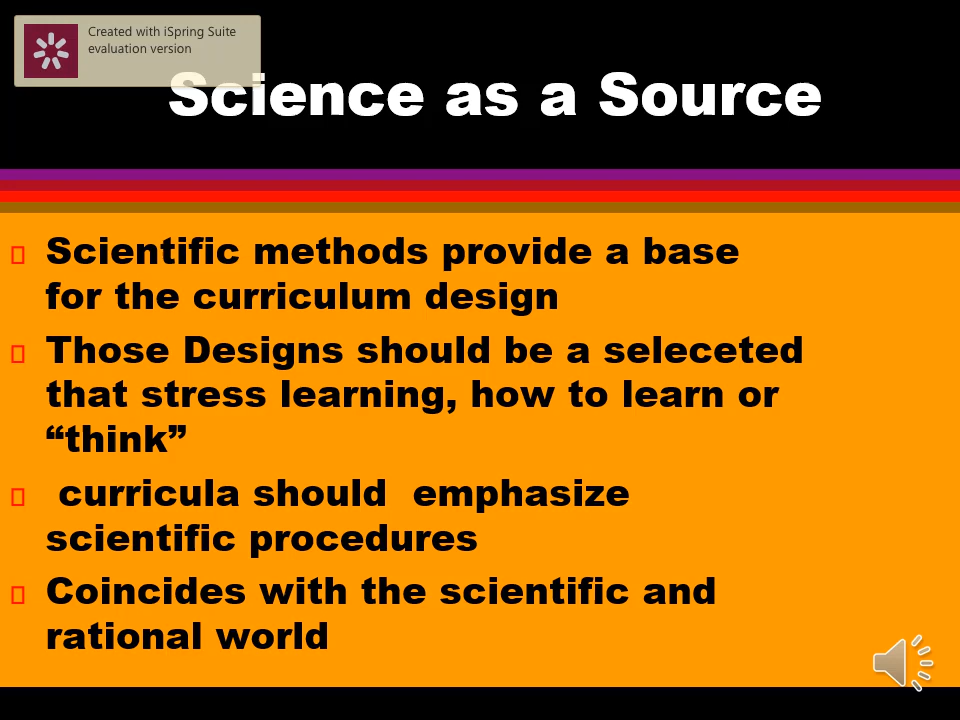 Created with iSpring Suite
evaluation version
Science as a Source
Scientific methods provide a base
for the curriculum design
Those Designs should be a seleceted
that stress learning, how to learn or
“think”
curricula should  emphasize
scientific procedures
Coincides with the scientific and
rational world